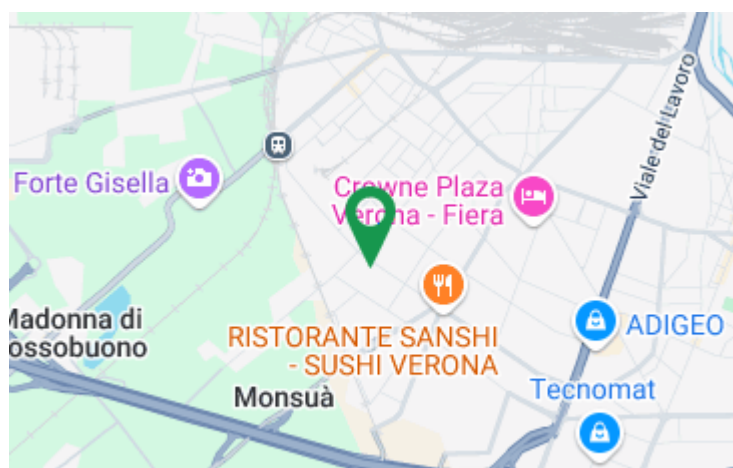 Viale del Lavoro
Forte Gisella
Crowne Plaza
Verona - Fiera
Madonna di
ossobuono
RISTORANTE SANSHI
- SUSHI VERONA
ADIGEO
Monsuà
Tecnomat